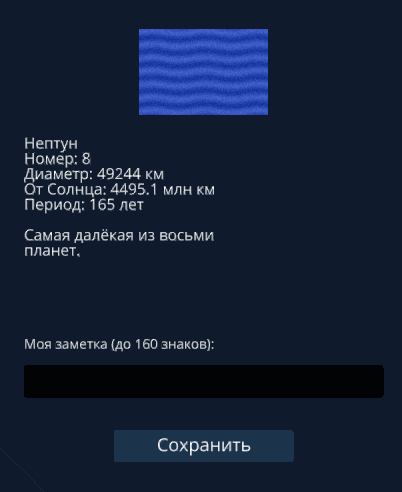 Нептун
Номер: 8
Диаметр: 49244 км
От Солнца: 4495.1 млн км
Период: 165 лет
Самая далёкая из восьми
планет.
Моя заметка (до 160 знаков):
Сохранить